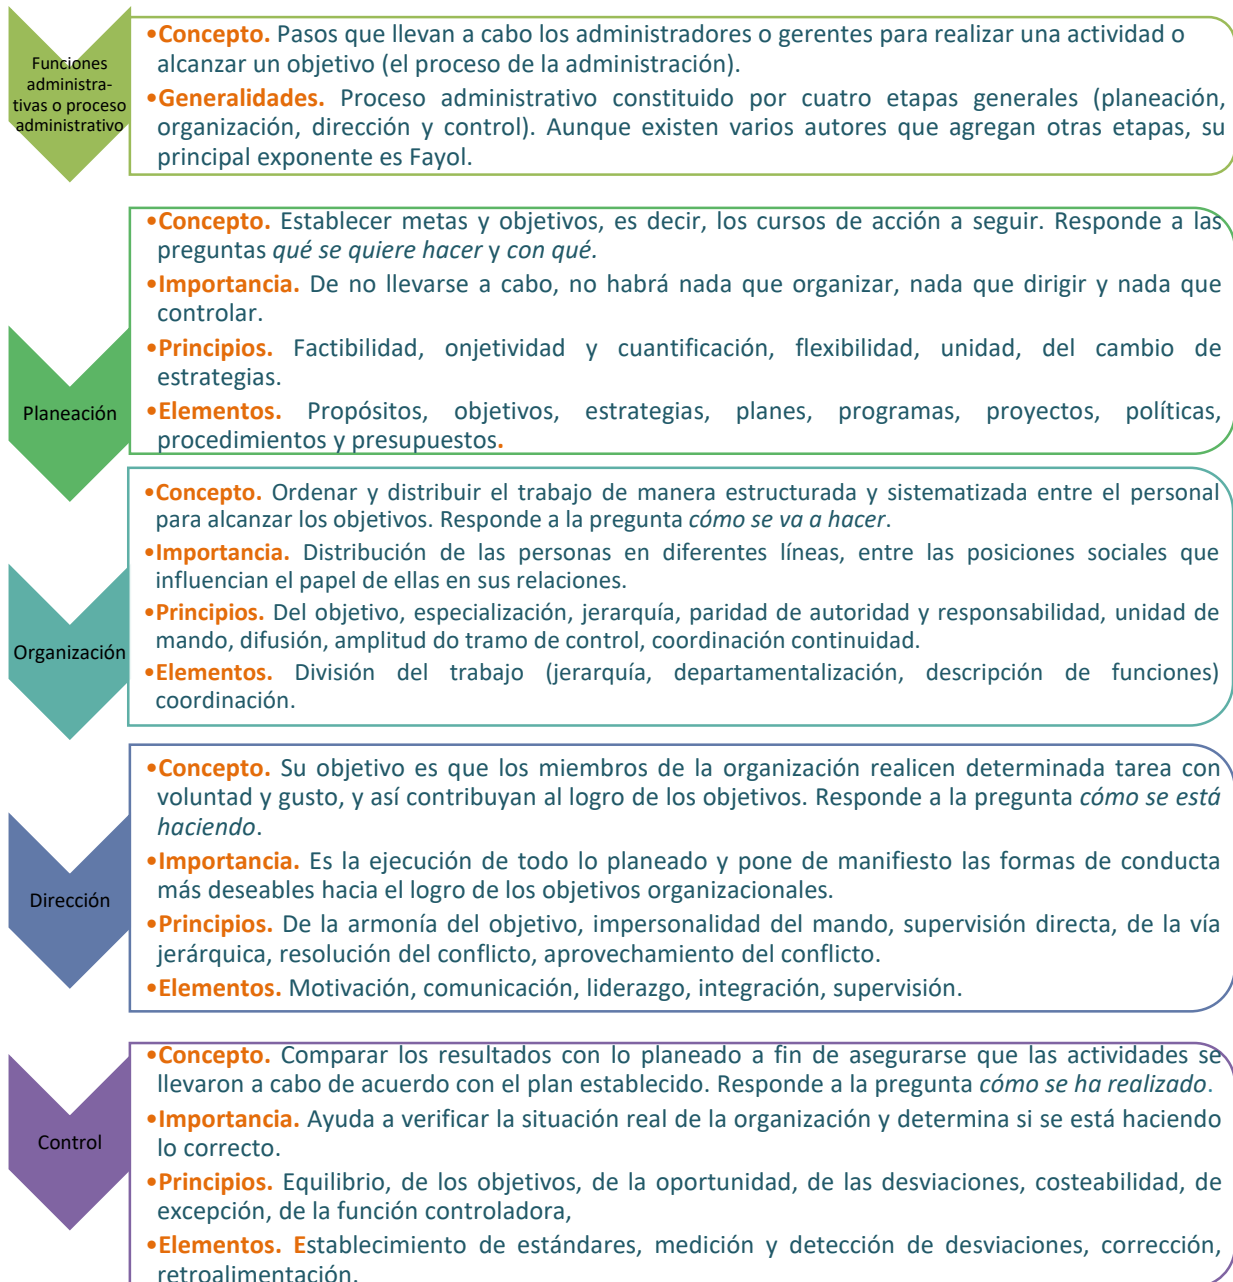 Funciones
administra-
tivas o proceso
administrativo
•Concepto. Pasos que llevan a cabo los administradores o gerentes para realizar una actividad o
alcanzar un objetivo (el proceso de la administración).
•Generalidades. Proceso administrativo constituido por cuatro etapas generales (planeación,
organización, dirección y control). Aunque existen varios autores que agregan otras etapas, su
principal exponente es Fayol.
Planeación
•Concepto. Establecer metas y objetivos, es decir, los cursos de acción a seguir. Responde a las
preguntas qué se quiere hacer y con qué.
•Importancia. De no llevarse a cabo, no habrá nada que organizar, nada que dirigir y nada que
controlar.
•Principios. Factibilidad, onjetividad y cuantificación, flexibilidad, unidad, del cambio de
estrategias.
•Elementos. Propósitos, objetivos, estrategias, planes, programas, proyectos, políticas,
procedimientos y presupuestos.
Organización
•Concepto. Ordenar y distribuir el trabajo de manera estructurada y sistematizada entre el personal
para alcanzar los objetivos. Responde a la pregunta cómo se va a hacer.
•Importancia. Distribución de las personas en diferentes líneas, entre las posiciones sociales que
influencian el papel de ellas en sus relaciones.
•Principios. Del objetivo, especialización, jerarquía, paridad de autoridad y responsabilidad, unidad de
mando, difusión, amplitud do tramo de control, coordinación continuidad.
•Elementos. División del trabajo (jerarquía, departamentalización, descripción de funciones)
coordinación.
Dirección
•Concepto. Su objetivo es que los miembros de la organización realicen determinada tarea con
voluntad y gusto, y así contribuyan al logro de los objetivos. Responde a la pregunta cómo se está
haciendo.
•Importancia. Es la ejecución de todo lo planeado y pone de manifiesto las formas de conducta
más deseables hacia el logro de los objetivos organizacionales.
•Principios. De la armonía del objetivo, impersonalidad del mando, supervisión directa, de la vía
jerárquica, resolución del conflicto, aprovechamiento del conflicto.
•Elementos. Motivación, comunicación, liderazgo, integración, supervisión.
Control
•Concepto. Comparar los resultados con lo planeado a fin de asegurarse que las actividades se
llevaron a cabo de acuerdo con el plan establecido. Responde a la pregunta cómo se ha realizado.
•Importancia. Ayuda a verificar la situación real de la organización y determina si se está haciendo
lo correcto.
•Principios. Equilibrio, de los objetivos, de la oportunidad, de las desviaciones, costeabilidad, de
excepción, de la función controladora,
•Elementos. Establecimiento de estándares, medición y detección de desviaciones, corrección,
retroalimentación.